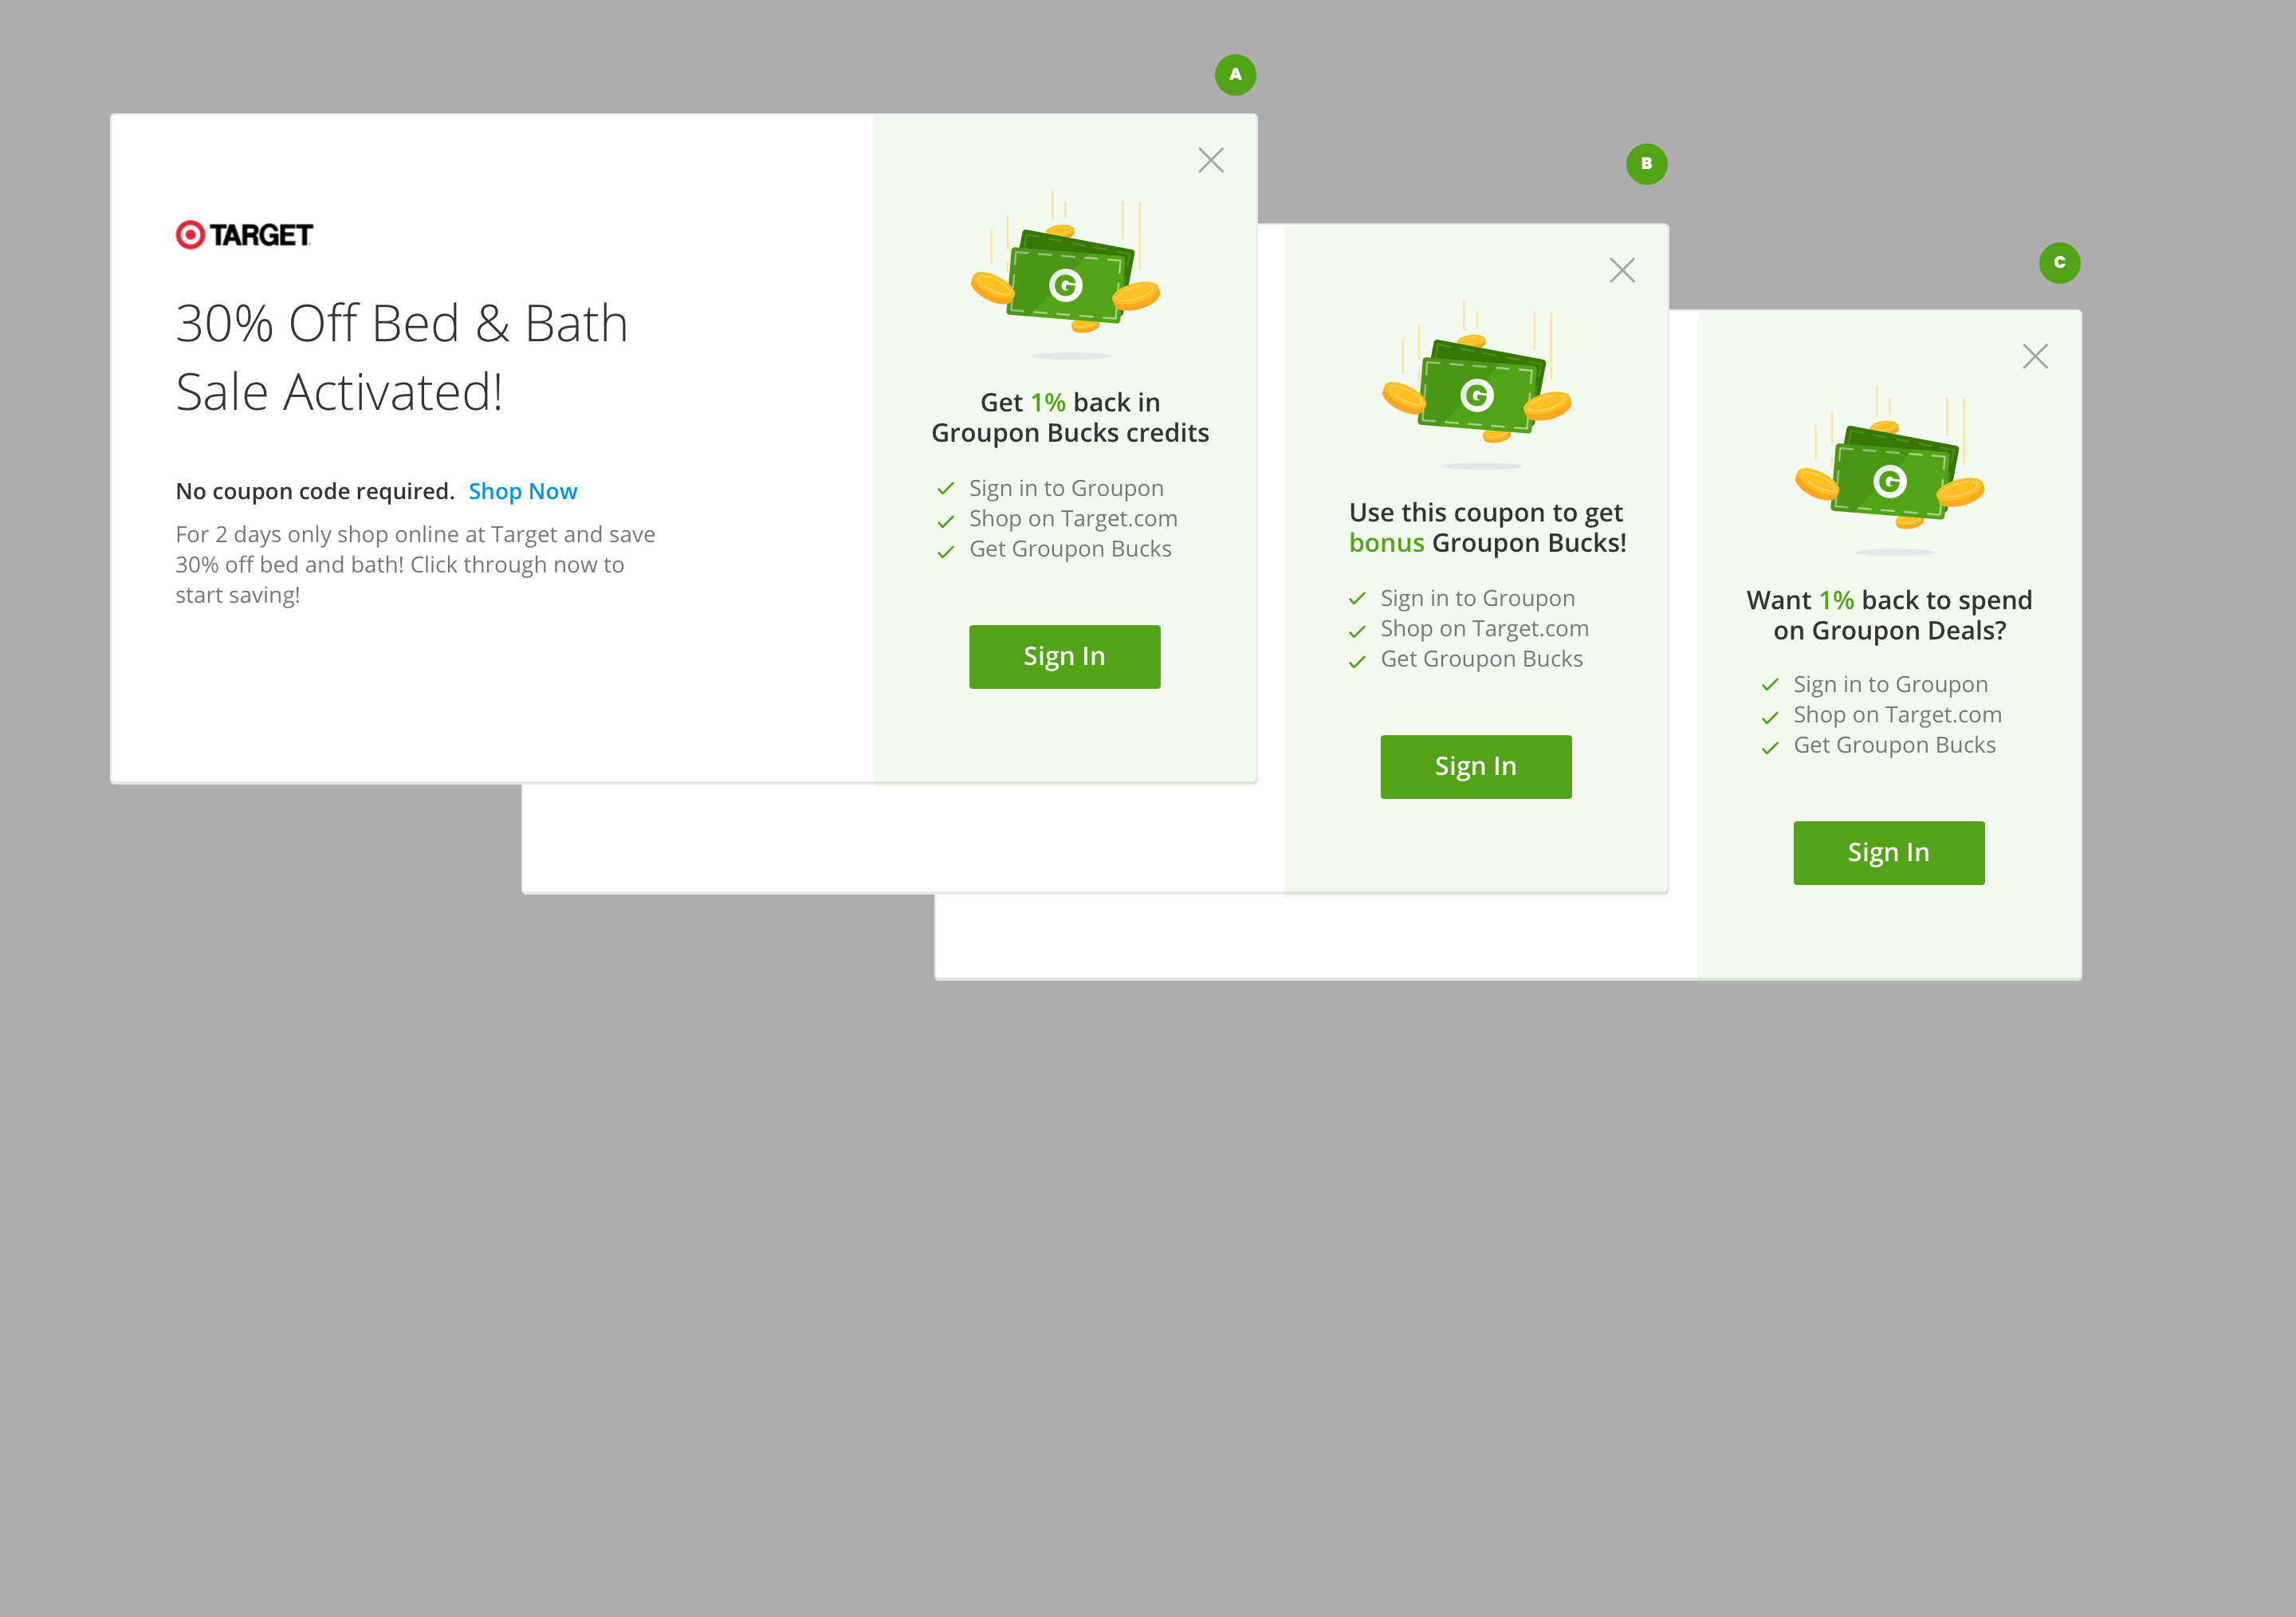 A
TARGET
30% Off Bed & Bath
Sale Activated!
No coupon code required. Shop Now
For 2 days only shop online at Target and save
30% off bed and bath! Click through now to
start saving!
G
Get 1% back in
Groupon Bucks credits
Sign in to Groupon
Shop on Target.com
Get Groupon Bucks
Sign In
B
G
Use this coupon to get
bonus Groupon Bucks!
Sign in to Groupon
Shop on Target.com
Get Groupon Bucks
Sign In
C
G
Want 1% back to spend
on Groupon Deals?
Sign in to Groupon
Shop on Target.com
Get Groupon Bucks
Sign In